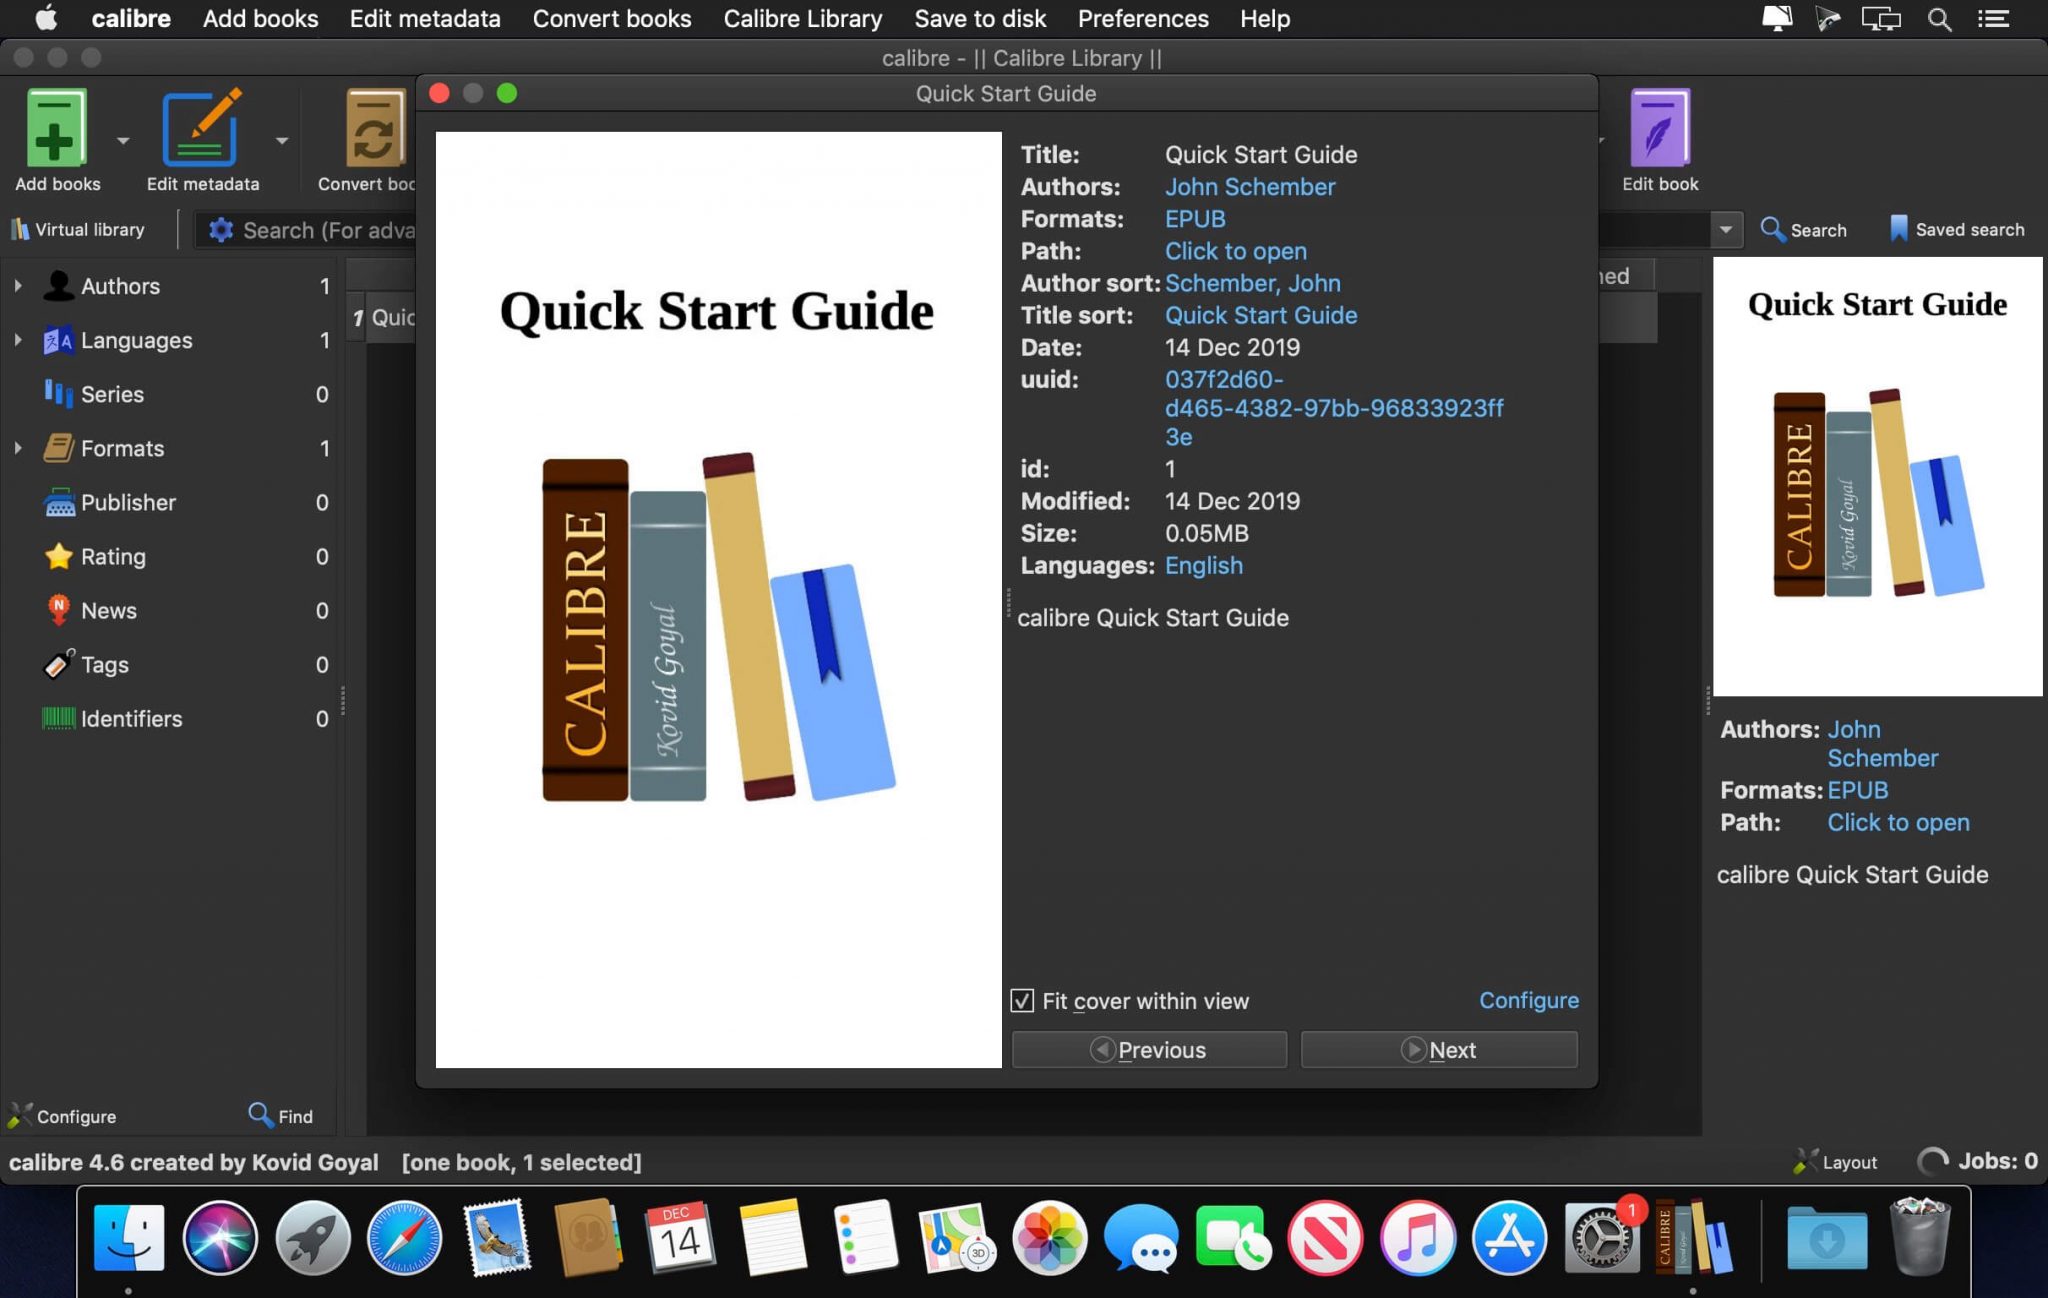 calibre Add books Edit metadata Convert books Calibre Library Save to disk Preferences Help
calibre - || Calibre Library ||
Add books
Edit metadata
Convert boo
Edit book
Virtual library
Search (For adva
Search
Saved search
Authors 1
Languages 1
Series 0
Formats 1
Publisher 0
Rating 0
News 0
Tags 0
Identifiers 0
Configure
Find
ned
1 Quic
Quick Start Guide
Quick Start Guide
CALIBRE
Kovid Goyal
Title: Quick Start Guide
Authors: John Schember
Formats: EPUB
Path: Click to open
Author sort: Schember, John
Title sort: Quick Start Guide
Date: 14 Dec 2019
uuid: 037f2d60-
d465-4382-97bb-96833923ff
3e
id: 1
Modified: 14 Dec 2019
Size: 0.05MB
Languages: English
calibre Quick Start Guide
Fit cover within view
Configure
Previous
Next
Quick Start Guide
CALIBRE
Kovid Goyal
Authors: John
Schember
Formats: EPUB
Path: Click to open
calibre Quick Start Guide
calibre 4.6 created by Kovid Goyal [one book, 1 selected]
Layout
Jobs: 0
DEC
14
3D
1
CALIBRE